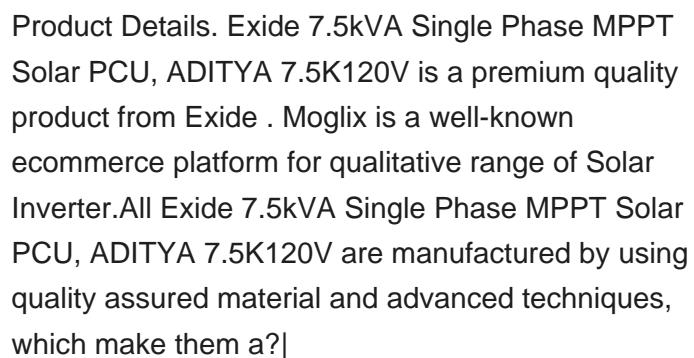 Product Details. Exide 7.5kVA Single Phase MPPT
Solar PCU, ADITYA 7.5K120V is a premium quality
product from Exide . Moglix is a well-known
ecommerce platform for qualitative range of Solar
Inverter.All Exide 7.5kVA Single Phase MPPT Solar
PCU, ADITYA 7.5K120V are manufactured by using
quality assured material and advanced techniques,
which make them a?|